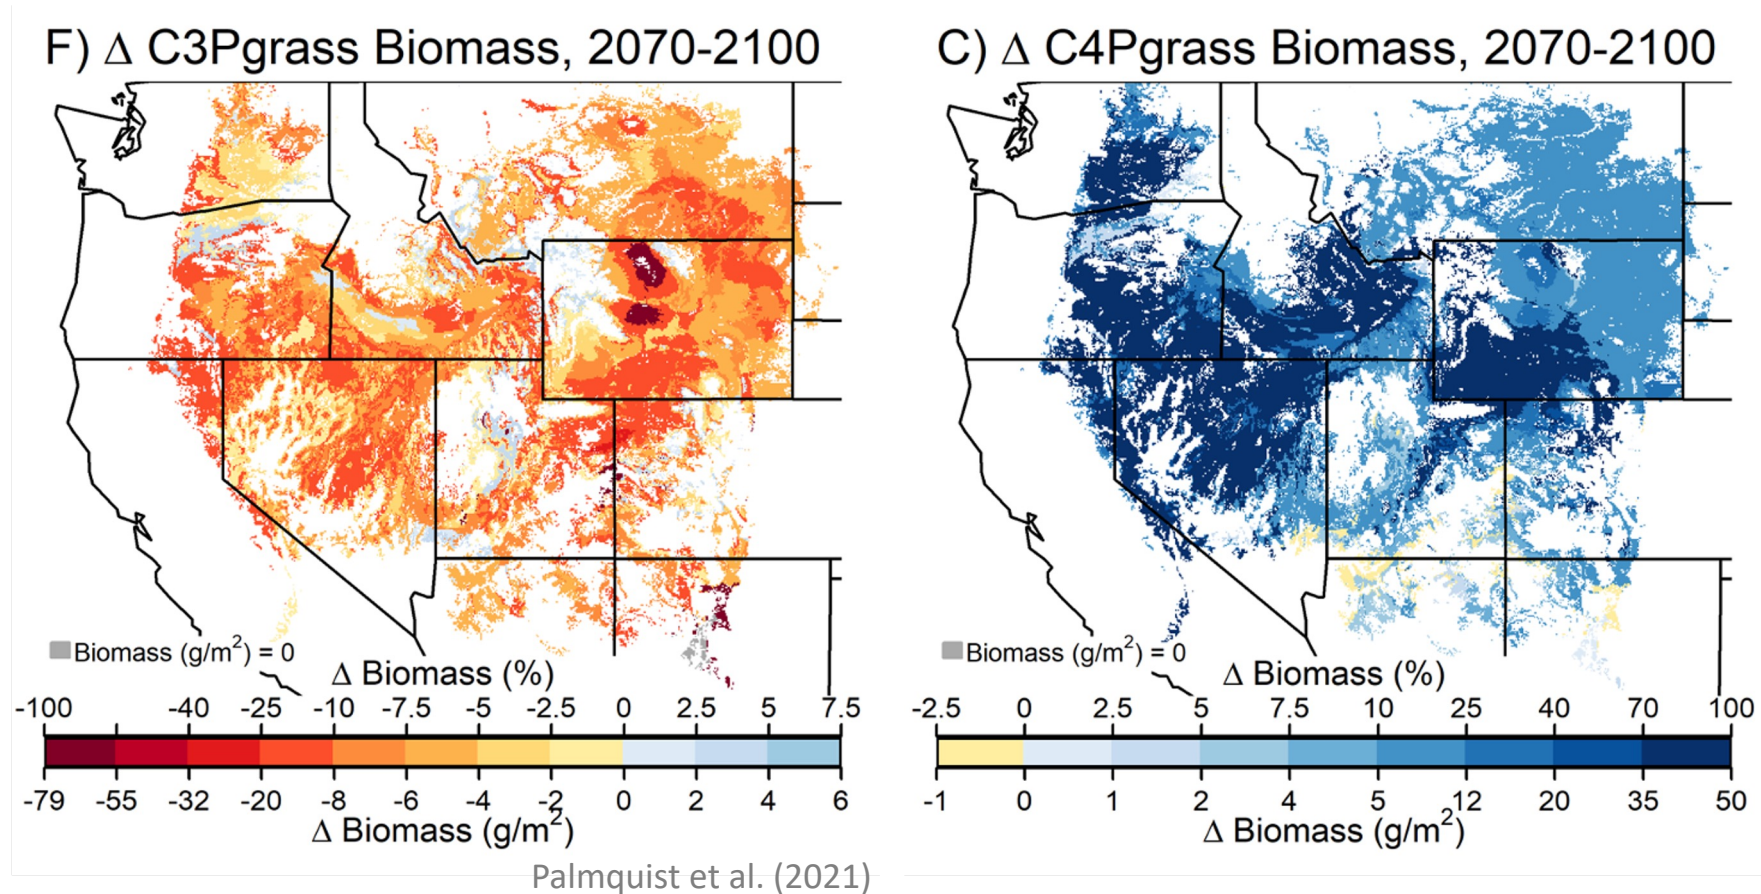 F) Δ C3Pgrass Biomass, 2070-2100
Biomass (g/m²) = 0
Δ Biomass (%)
-100 -40 -25 -10 -7.5 -5 -2.5 0 2.5 5 7.5
-79 -55 -32 -20 -8 -6 -4 -2 0 2 4 6
Δ Biomass (g/m²)
C) Δ C4Pgrass Biomass, 2070-2100
Biomass (g/m²) = 0
Δ Biomass (%)
-2.5 0 2.5 5 7.5 10 25 40 70 100
-1 0 1 2 4 5 12 20 35 50
Δ Biomass (g/m²)
Palmquist et al. (2021)